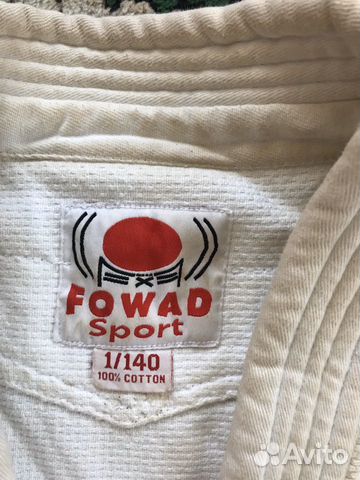 FOWAD
Sport
1/140
100% COTTON
Avito